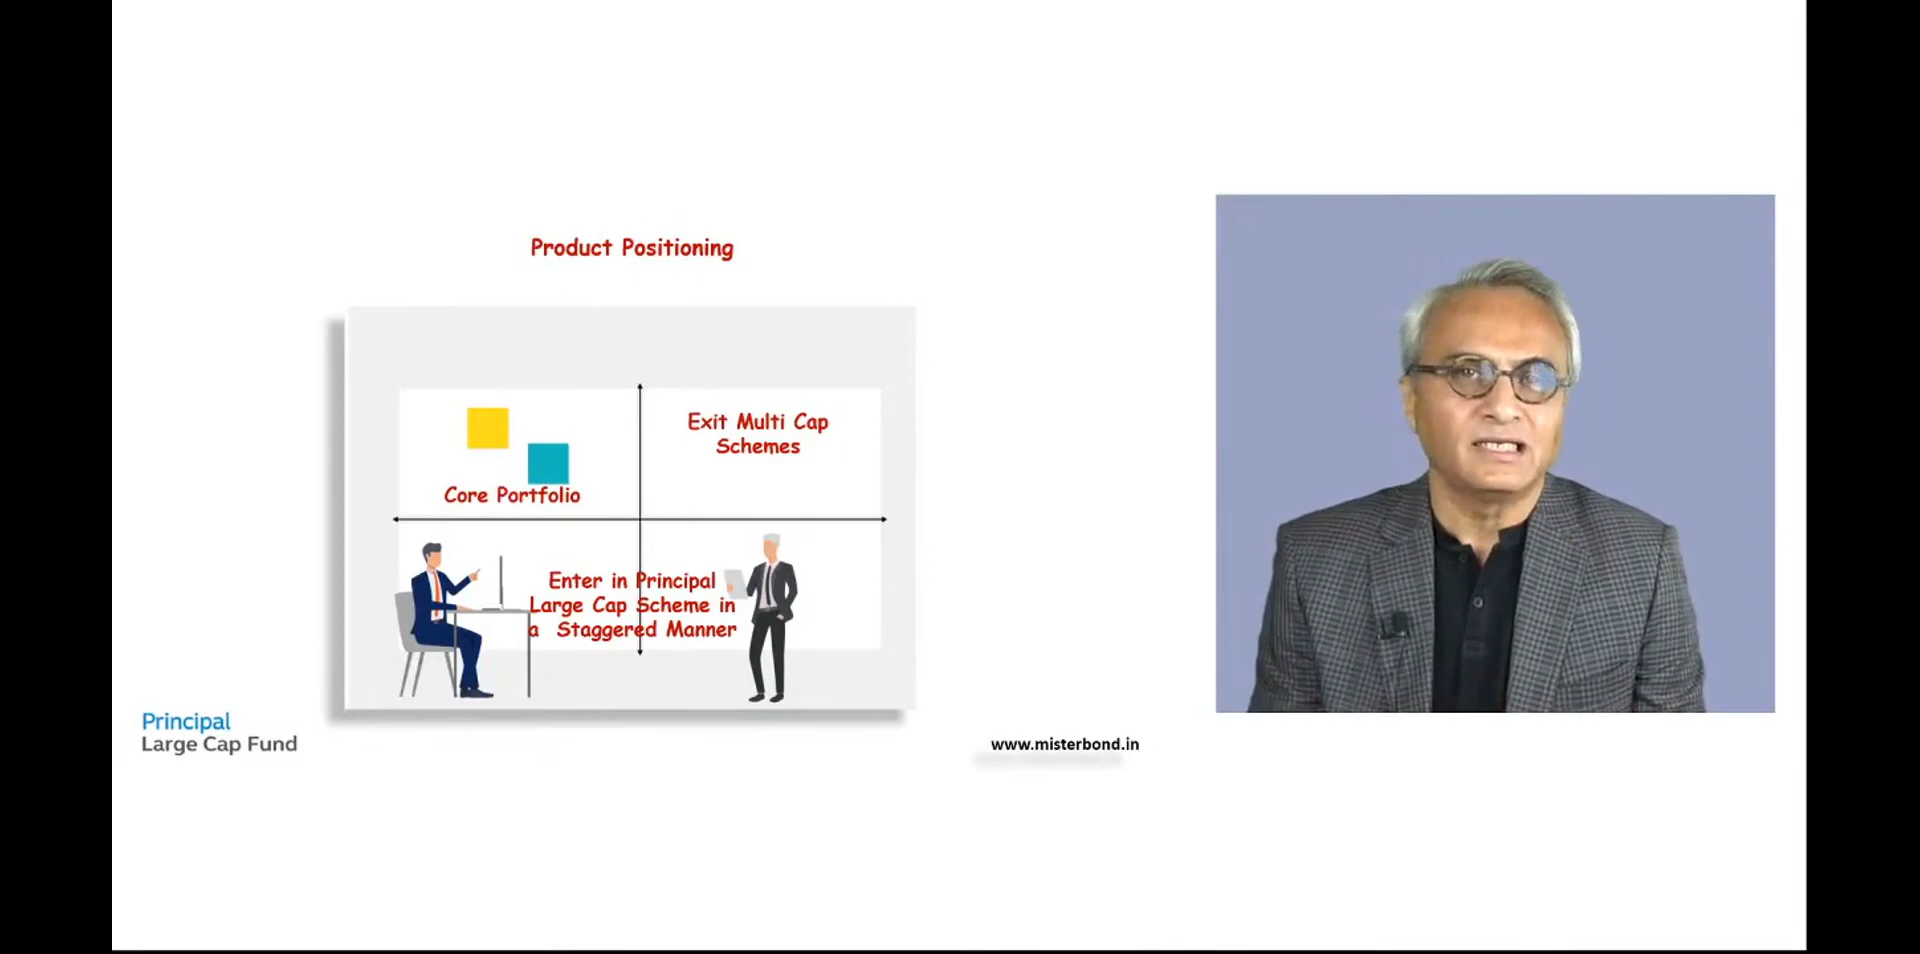 Product Positioning
Exit Multi Cap
Schemes
Core Portfolio
Enter in Principal
Large Cap Scheme in
a Staggered Manner
Principal
Large Cap Fund
www.misterbond.in